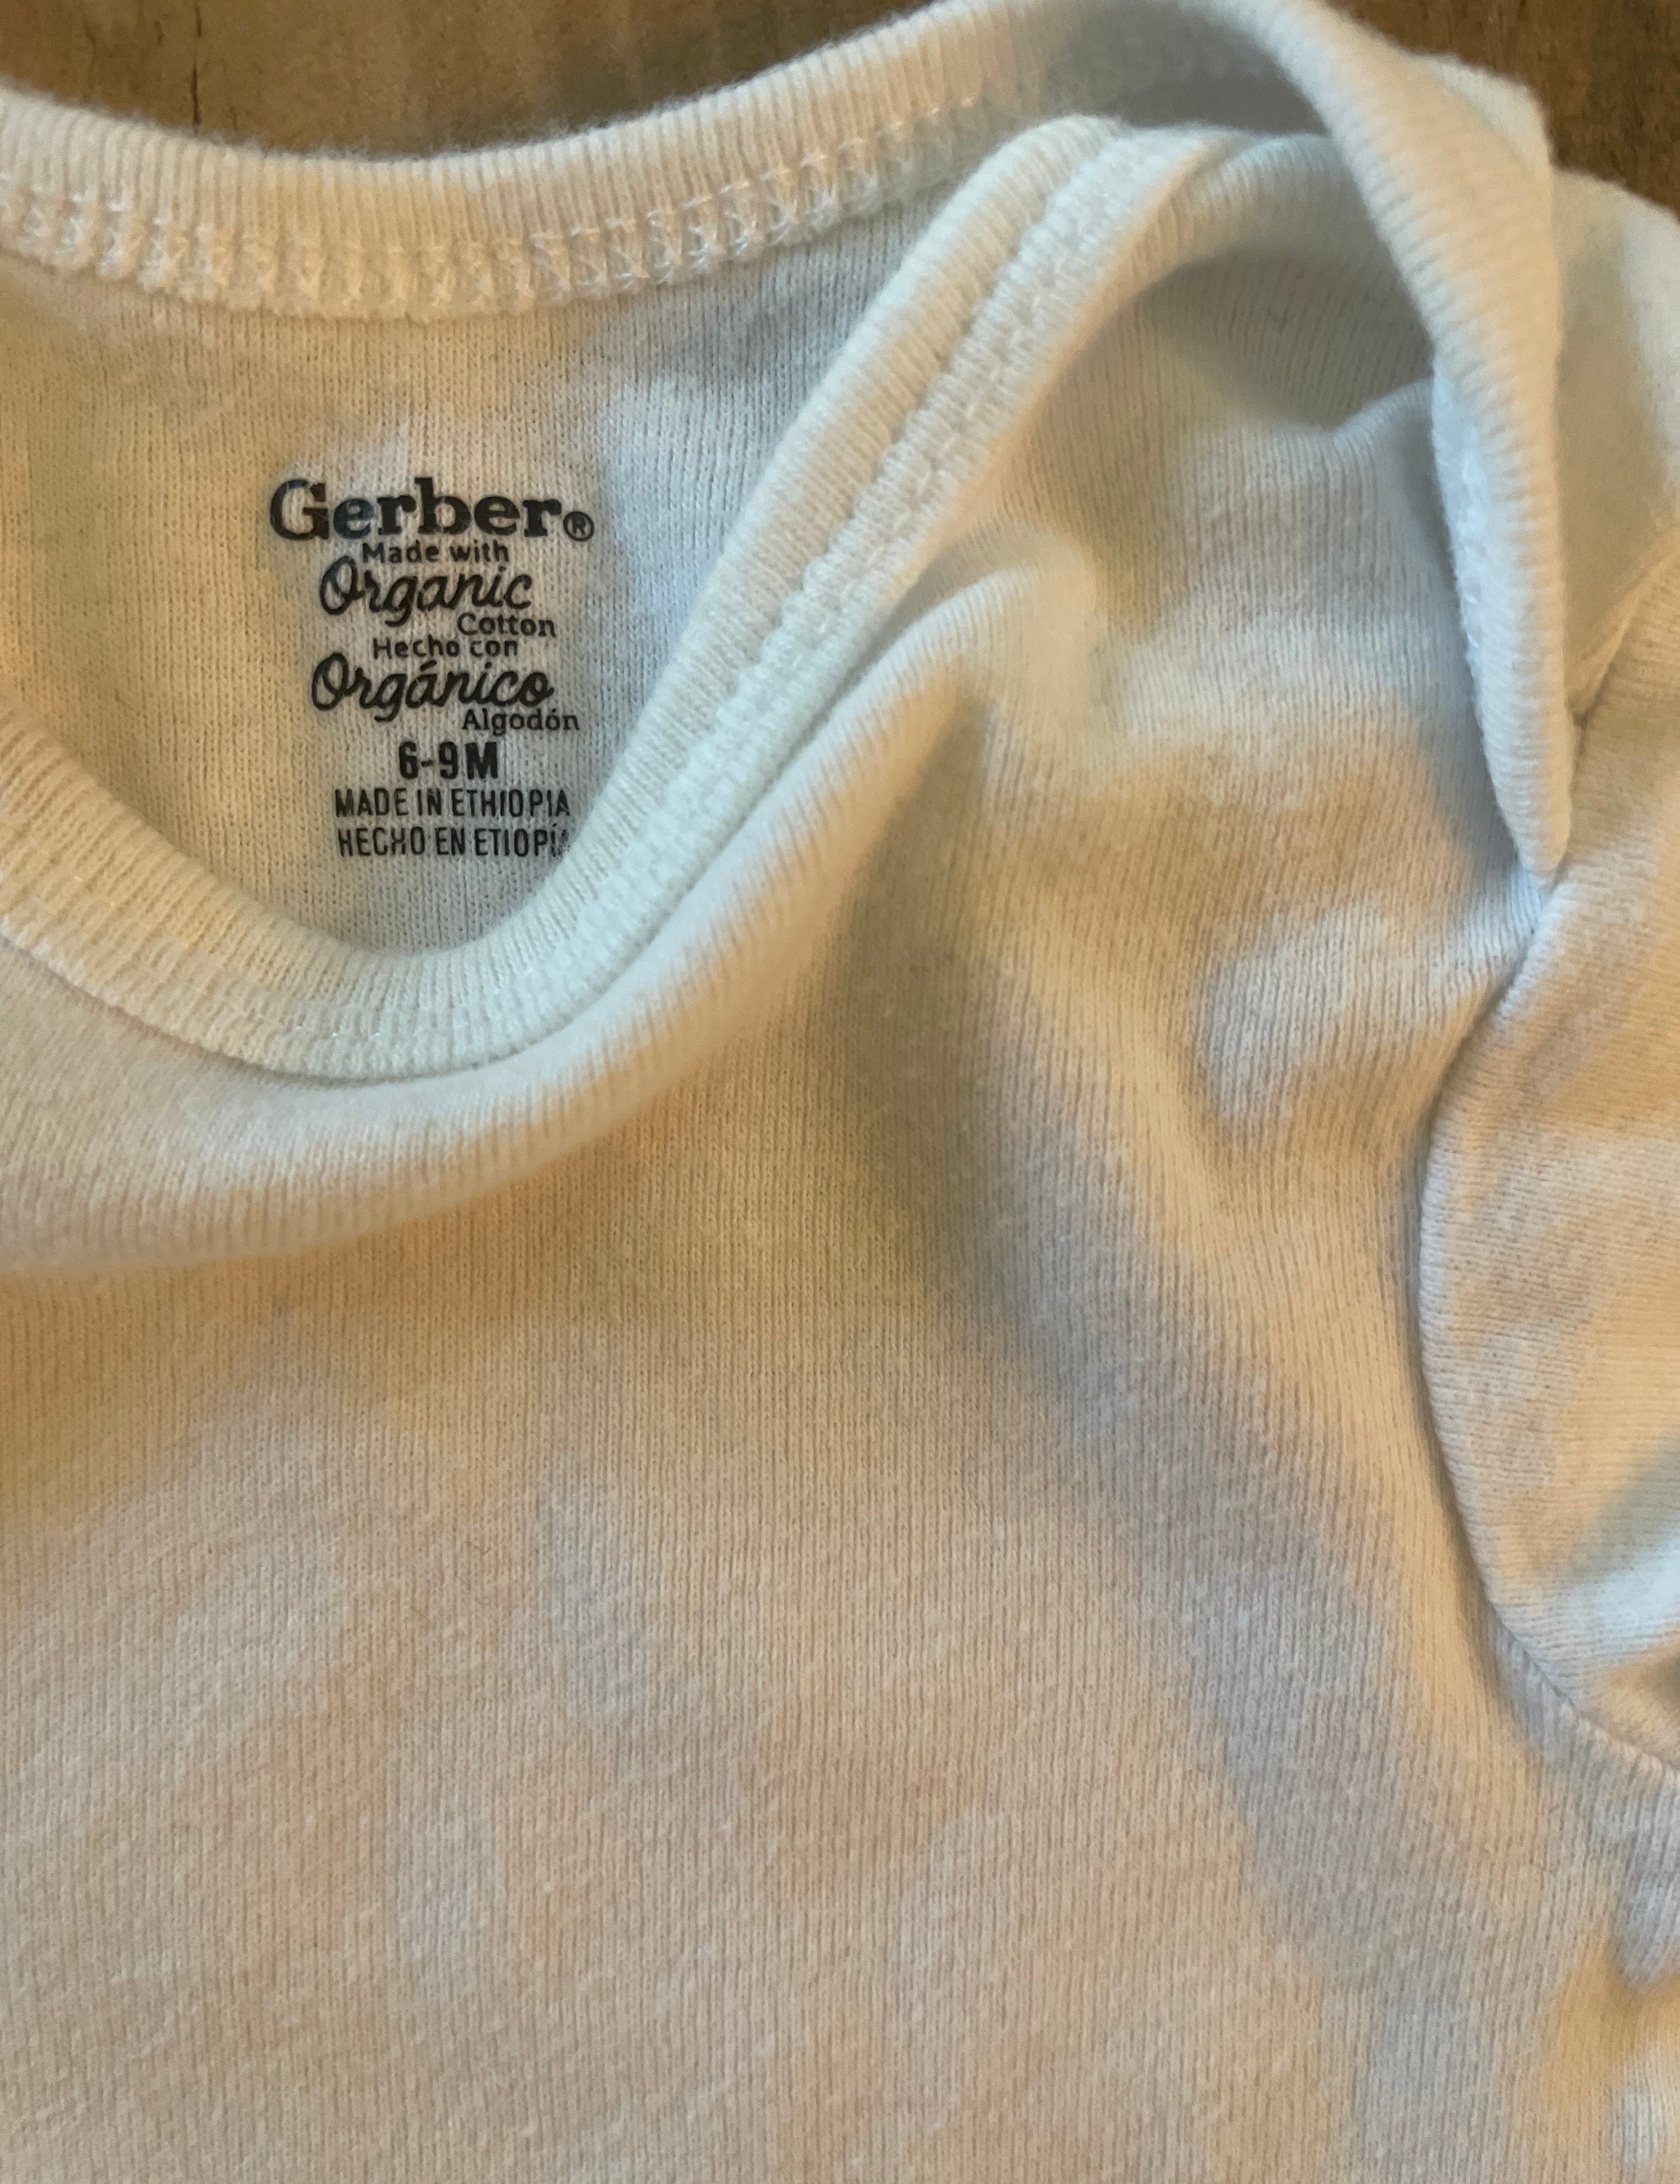 Gerber®
Made with
Organic
Cotton
Hecho con
Orgánico
Algodón
6-9M
MADE IN ETHIOPIA
HECHO EN ETIOPÍA